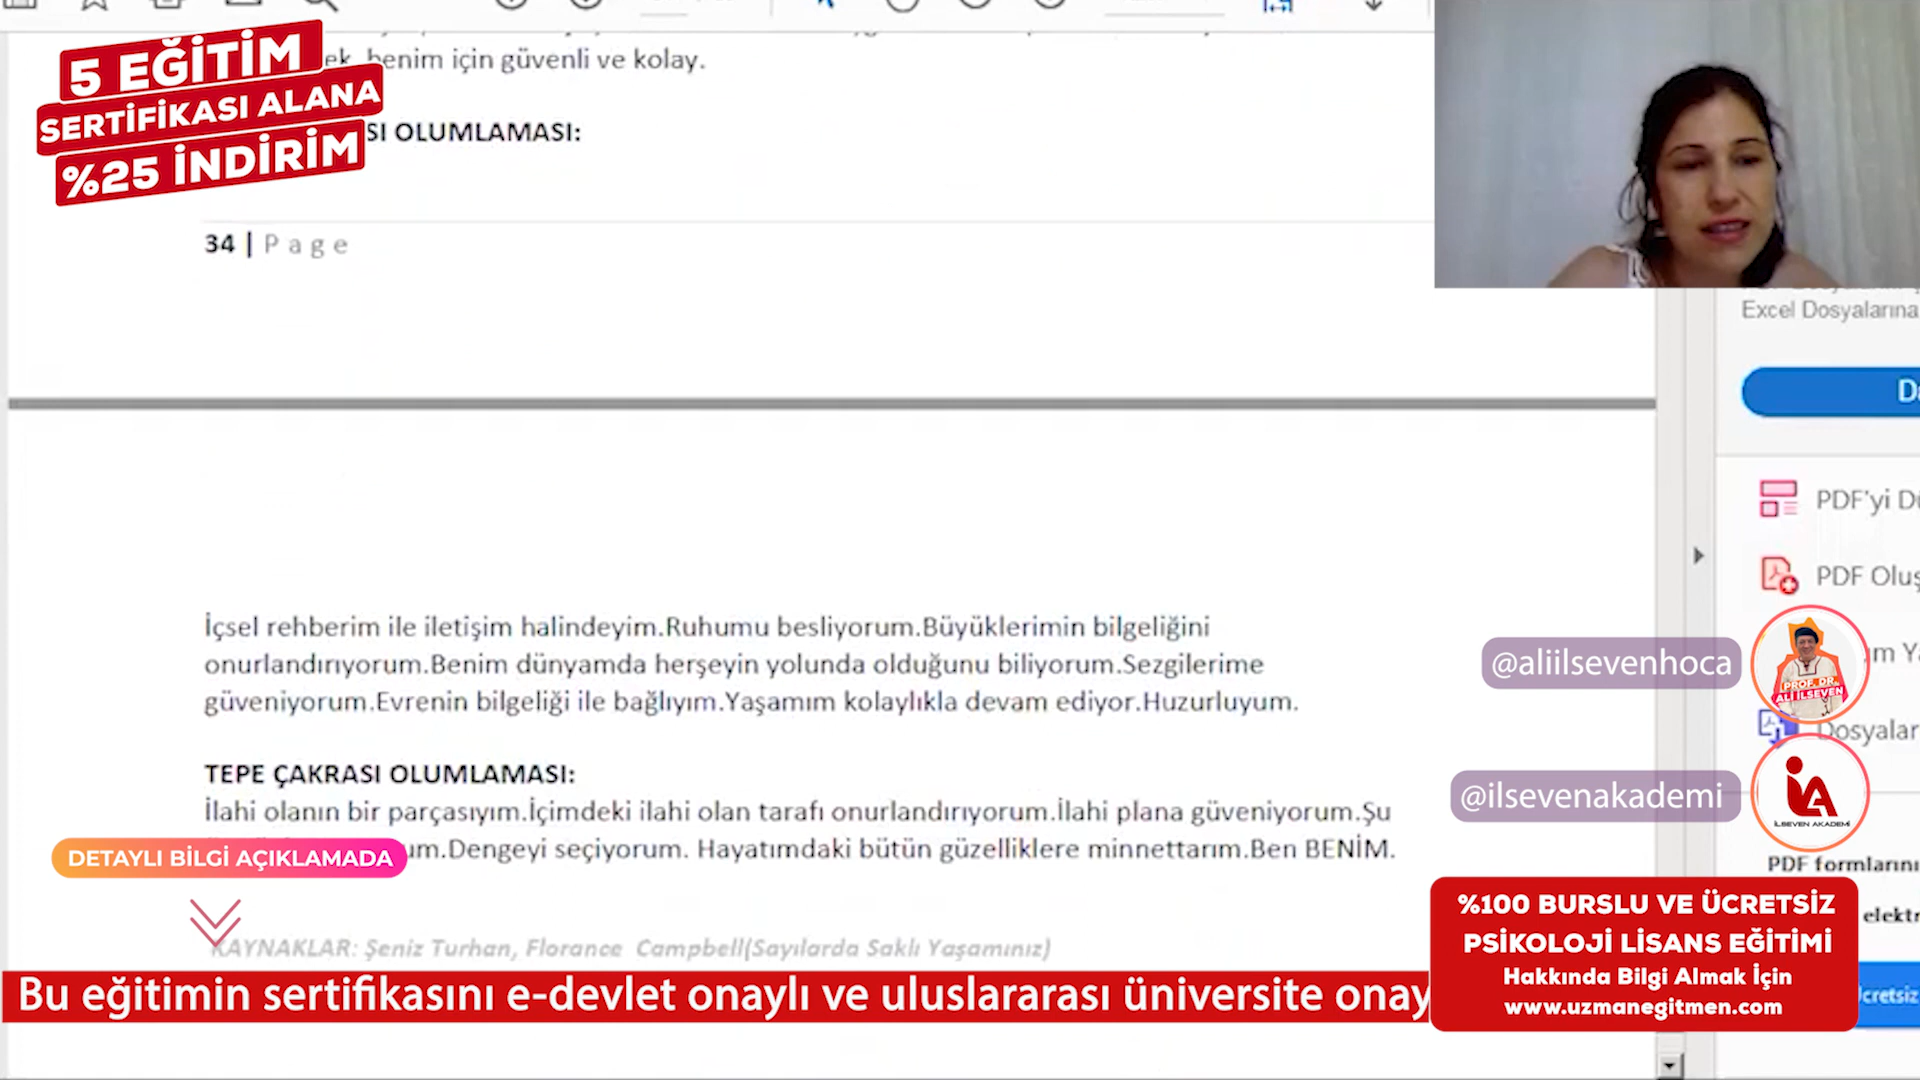 5 EĞİTİM
SERTİFİKASI ALANA
%25 İNDİRİM
benim için güvenli ve kolay.
OLUMLAMASI:
34 | Page
Excel Dosyalarına
PDF'yi
PDF
İçsel rehberim ile iletişim halindeyim.Ruhumu besliyorum.Büyüklerimin bilgeliğini
onurlandırıyorum.Benim dünyamda herşeyin yolunda olduğunu biliyorum.Sezgilerime
güveniyorum.Evrenin bilgeliği ile bağlıyım.Yaşamım kolaylıkla devam ediyor.Huzurluyum.
@aliilsevenhoca
PROF. DR.
ALİ İLSEVEN
TEPE ÇAKRASI OLUMLAMASI:
İlahi olanın bir parçasıyım.İçimdeki ilahi olan tarafı onurlandırıyorum.İlahi plana güveniyorum.Şu
Dengeyi seçiyorum. Hayatımdaki bütün güzelliklere minnettarım.Ben BENİM.
@ilsevenakademi
İLSEVEN AKADEMİ
DETAYLI BİLGİ AÇIKLAMADA
PDF formlarını
KAYNAKLAR: Şeniz Turhan, Florance Campbell(Sayılarda Saklı Yaşamınız)
%100 BURSLU VE ÜCRETSİZ
PSİKOLOJİ LİSANS EĞİTİMİ
Hakkında Bilgi Almak İçin
www.uzmanegitmen.com
Bu eğitimin sertifikasını e-devlet onaylı ve uluslararası üniversite onay